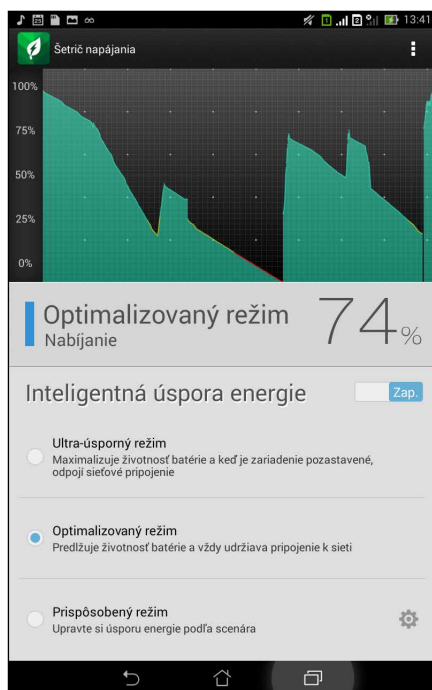 13:41
Šetrič napájania
100%
75%
50%
25%
0%
Optimalizovaný režim
Nabíjanie
74%
Inteligentná úspora energie
Zap.
Ultra-úsporný režim
Maximalizuje životnosť batérie a keď je zariadenie pozastavené,
odpojí sieťové pripojenie
Optimalizovaný režim
Predlžuje životnosť batérie a vždy udržiava pripojenie k sieti
Prispôsobený režim
Upravte si úsporu energie podľa scenára